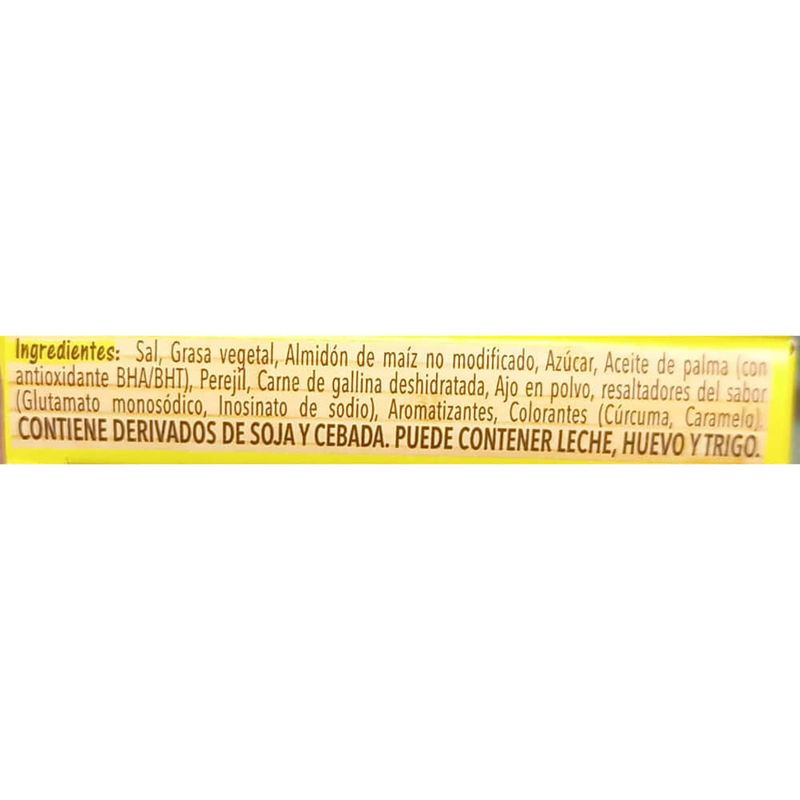 Ingredientes: Sal, Grasa vegetal, Almidón de maíz no modificado, Azúcar, Aceite de palma (con
antioxidante BHA/BHT), Perejil, Carne de gallina deshidratada, Ajo en polvo, resaltadores del sabor
(Glutamato monosódico, Inosinato de sodio), Aromatizantes, Colorantes (Cúrcuma, Caramelo).
CONTIENE DERIVADOS DE SOJA Y CEBADA. PUEDE CONTENER LECHE, HUEVO Y TRIGO.